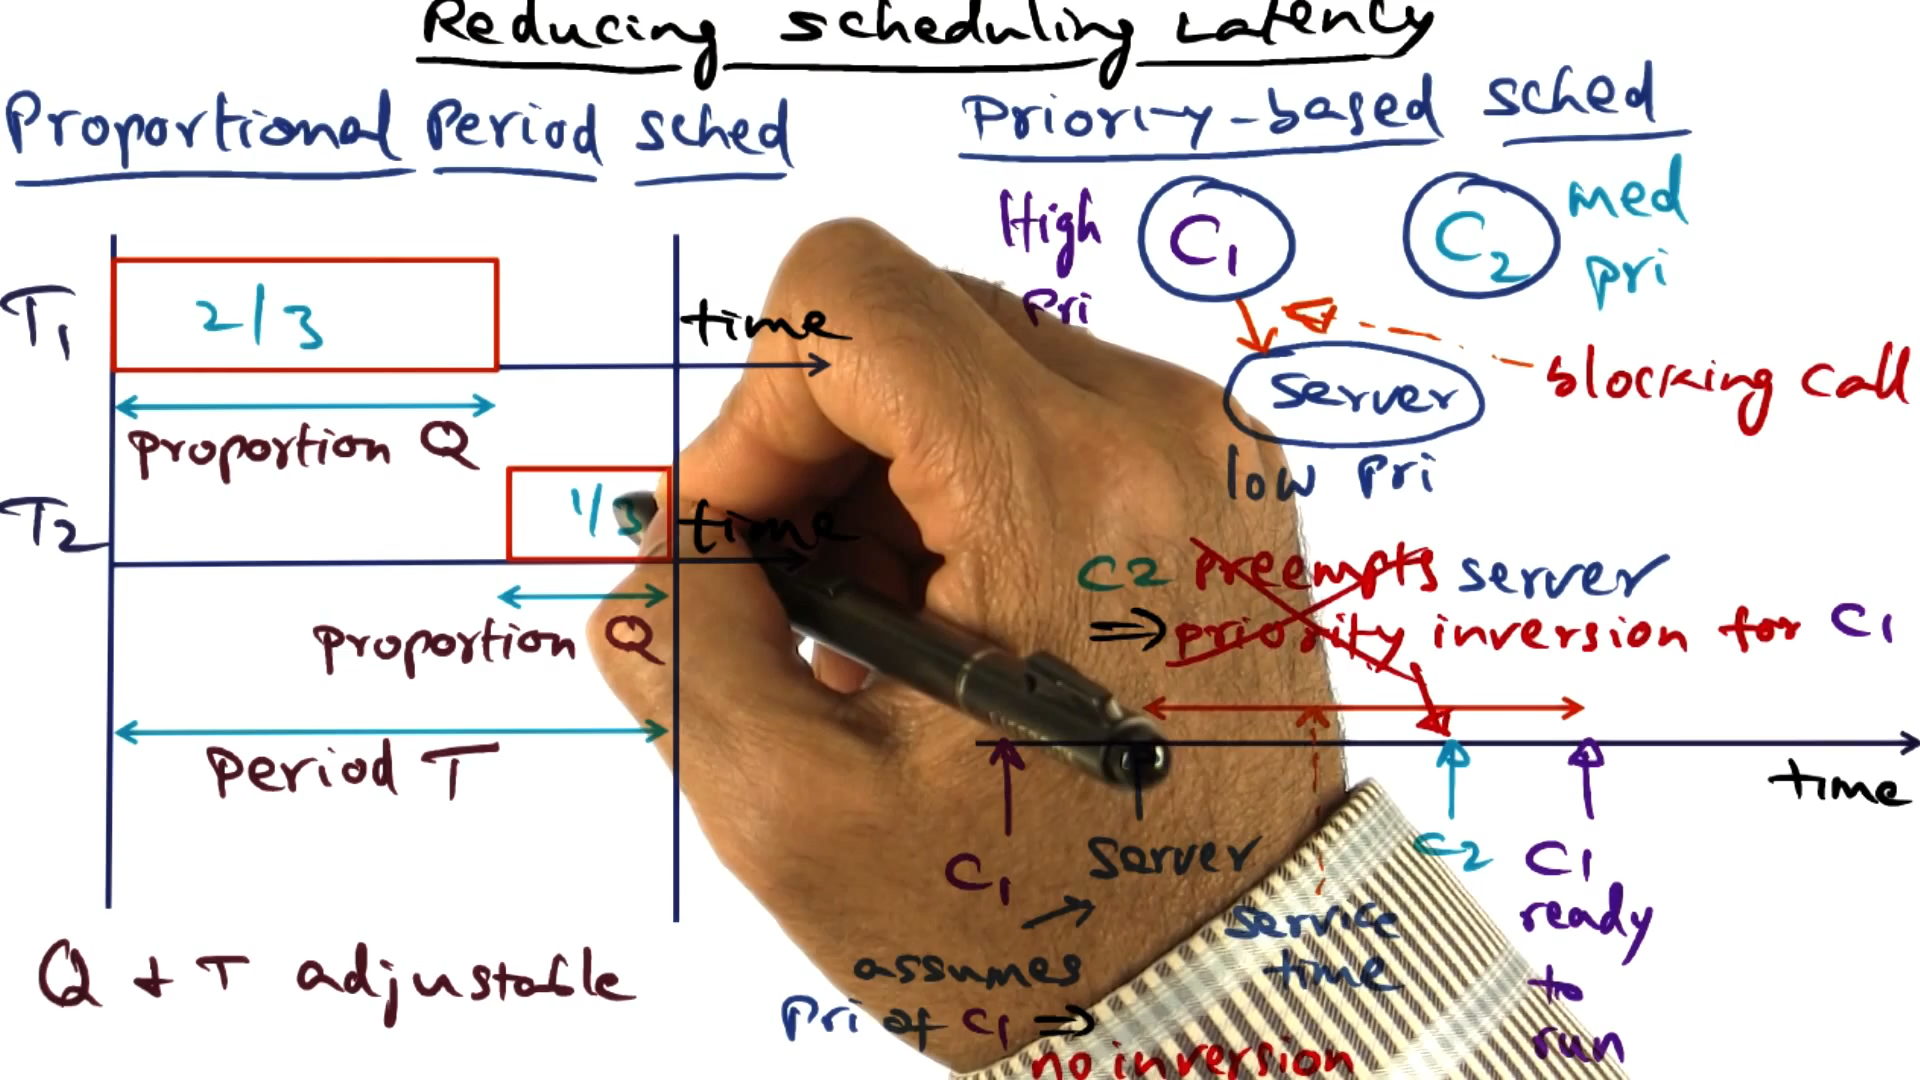 Reducing scheduling Latency
Proportional Period sched
T1
2/3
time
proportion Q
T2
1/3
time
proportion Q
Period T
Q + T adjustable
Priority-based sched
High
Pri
C1
C2
med
pri
blocking call
server
low Pri
C2 preempts server
⇒ priority inversion for C1
time
C1
server
C2
C1
ready
to
run
service
time
assumes
Pri of C1 ⇒
no inversion